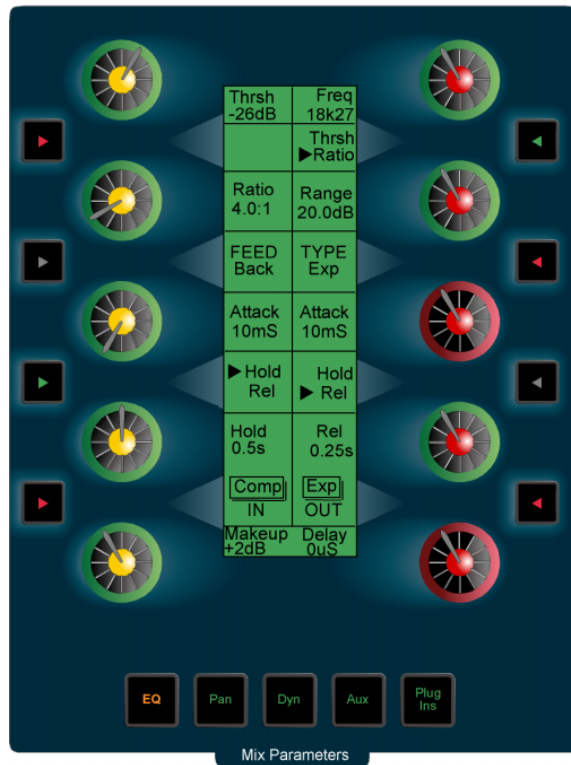 Thrsh Freq
-26dB 18k27
Thrsh
▶Ratio
Ratio Range
4.0:1 20.0dB
FEED TYPE
Back Exp
Attack Attack
10mS 10mS
▶Hold Hold
Rel ▶ Rel
Hold Rel
0.5s 0.25s
Comp Exp
IN OUT
Makeup Delay
+2dB 0uS
EQ Pan Dyn Aux Plug
Ins
Mix Parameters